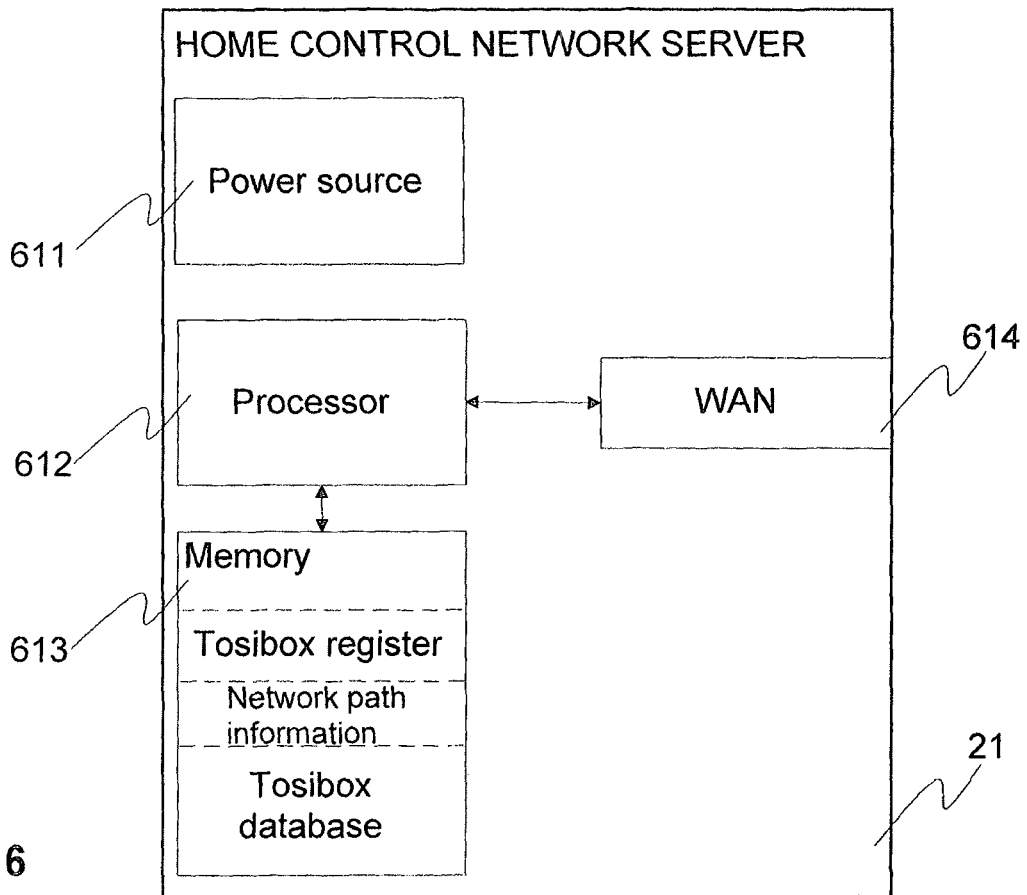 HOME CONTROL NETWORK SERVER
Power source
611
614
Processor
WAN
612
Memory
613
Tosibox register
Network path
information
21
Tosibox
database
6